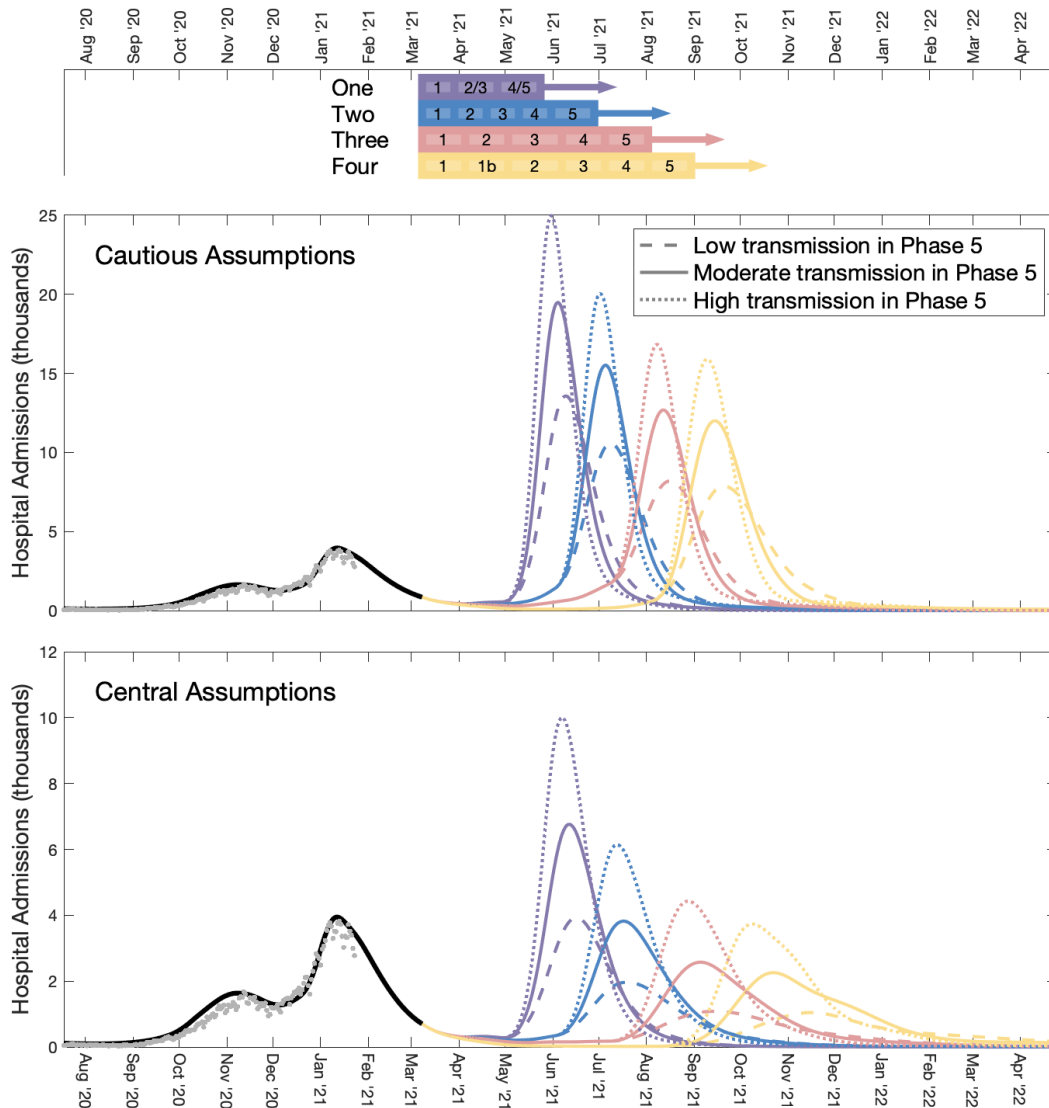 Aug '20 Sep '20 Oct '20 Nov '20 Dec '20 Jan '21 Feb '21 Mar '21 Apr '21 May '21 Jun '21 Jul '21 Aug '21 Sep '21 Oct '21 Nov '21 Dec '21 Jan '22 Feb '22 Mar '22 Apr '22
One 1 2/3 4/5
Two 1 2 3 4 5
Three 1 2 3 4 5
Four 1 1b 2 3 4 5
Hospital Admissions (thousands)
25
20
15
10
5
0
Cautious Assumptions
Low transmission in Phase 5
Moderate transmission in Phase 5
High transmission in Phase 5
Hospital Admissions (thousands)
12
10
8
6
4
2
0
Central Assumptions
Aug '20 Sep '20 Oct '20 Nov '20 Dec '20 Jan '21 Feb '21 Mar '21 Apr '21 May '21 Jun '21 Jul '21 Aug '21 Sep '21 Oct '21 Nov '21 Dec '21 Jan '22 Feb '22 Mar '22 Apr '22